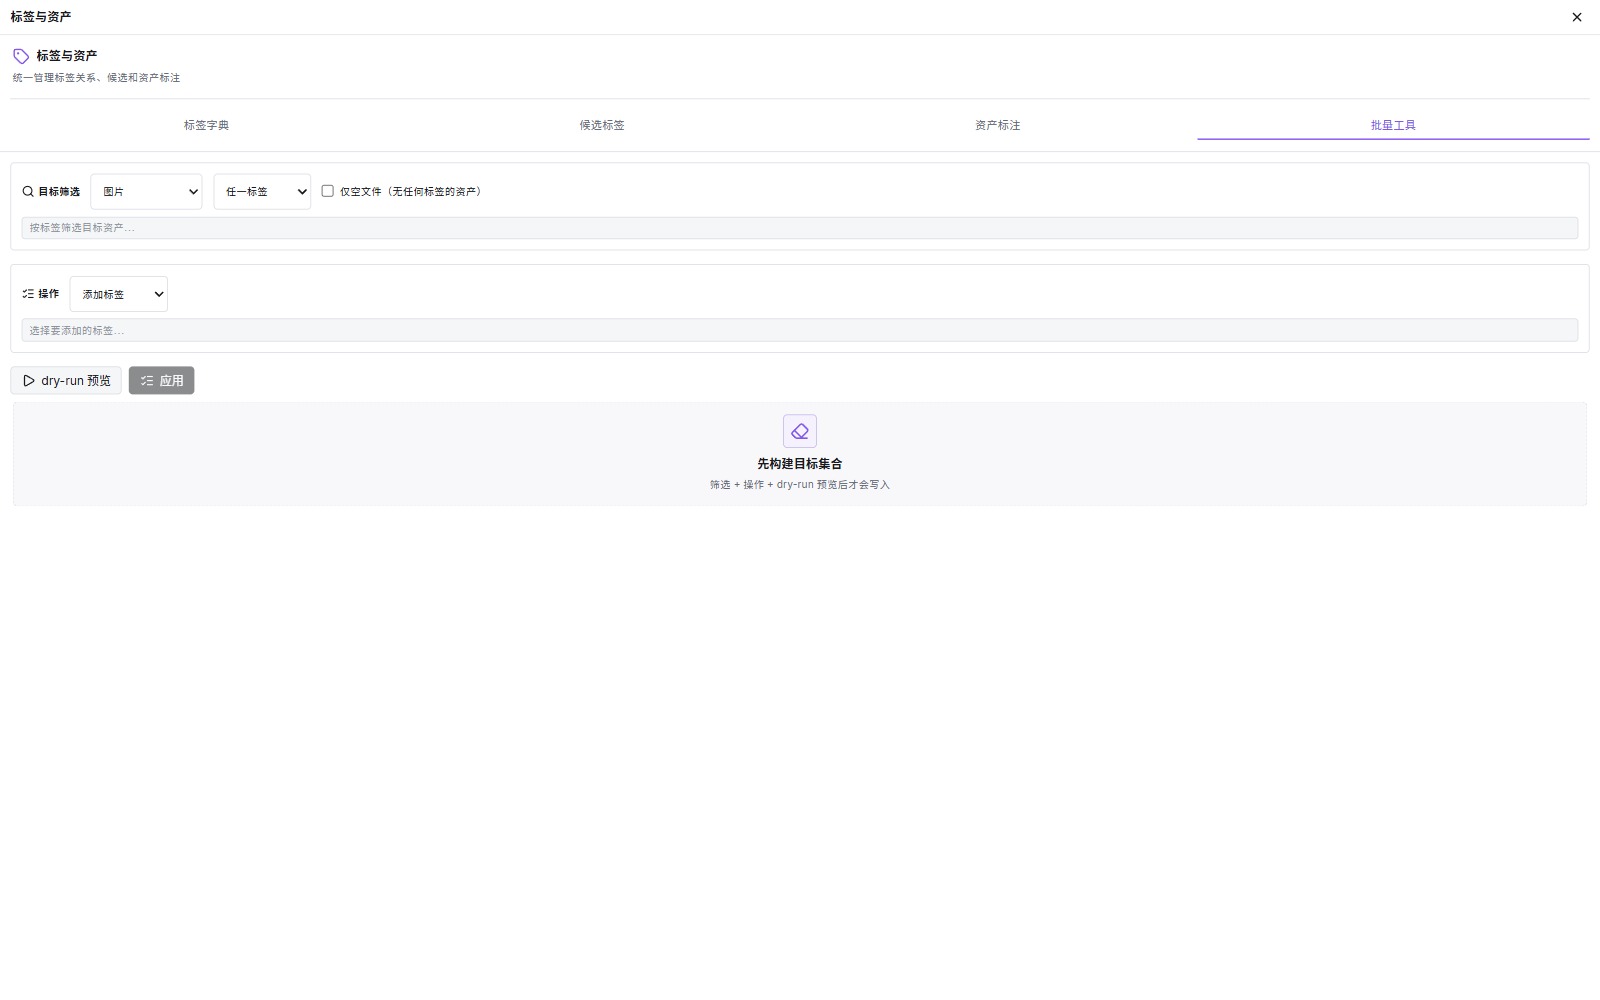 标签与资产
标签与资产
统一管理标签关系、候选和资产标注
标签字典
候选标签
资产标注
批量工具
目标筛选 图片 任一标签 仅空文件（无任何标签的资产）
按标签筛选目标资产...
操作 添加标签
选择要添加的标签...
dry-run 预览 应用
先构建目标集合
筛选 + 操作 + dry-run 预览后才会写入